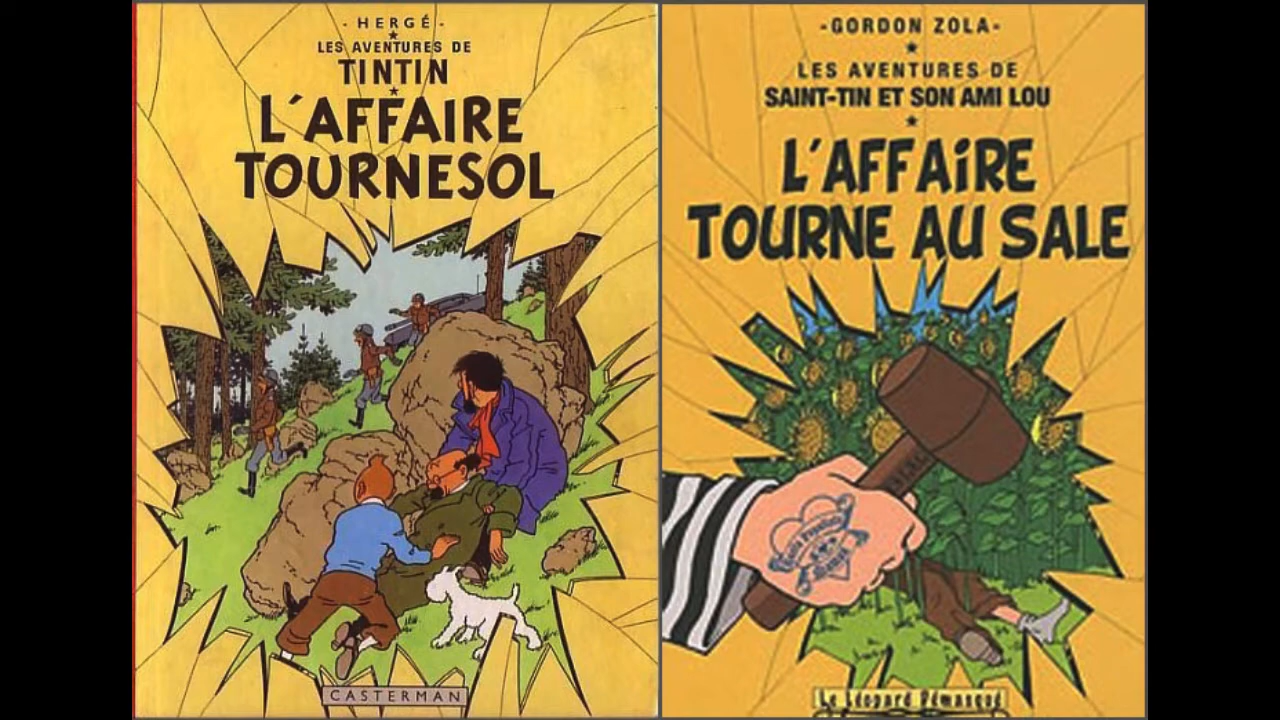 - HERGÉ -
LES AVENTURES DE
TINTIN
L'AFFAIRE
TOURNESOL
CASTERMAN
-GORDON ZOLA-
LES AVENTURES DE
SAINT-TIN ET SON AMI LOU
L'AFFAiRE
TOURNE AU SALE
Le Léopard Démasqué